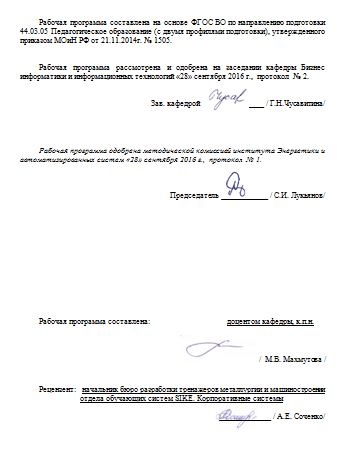 Рабочая программа составлена на основе ФГОС ВО по направлению подготовки
44.03.05 Педагогическое образование (с двумя профилями подготовки), утвержденного
приказом МОиН РФ от 21.11.2014г. № 1505.
Рабочая программа рассмотрена и одобрена на заседании кафедры Бизнес
информатики и информационных технологий «28» сентября 2016 г., протокол № 2.
Зав. кафедрой ____ / Г.Н.Чусавитина/
Рабочая программа одобрена методической комиссией института Энергетики и
автоматизированных систем «28» сентября 2016 г., протокол № 1.
Председатель ____________ / С.И. Лукьянов/
Рабочая программа составлена: доцентом кафедры, к.п.н.
/ М.В. Махмутова /
Рецензент: начальник бюро разработки тренажеров металлургии и машиностроения
отдела обучающих систем SIKE. Корпоративные системы
/ А.Е. Соченко/